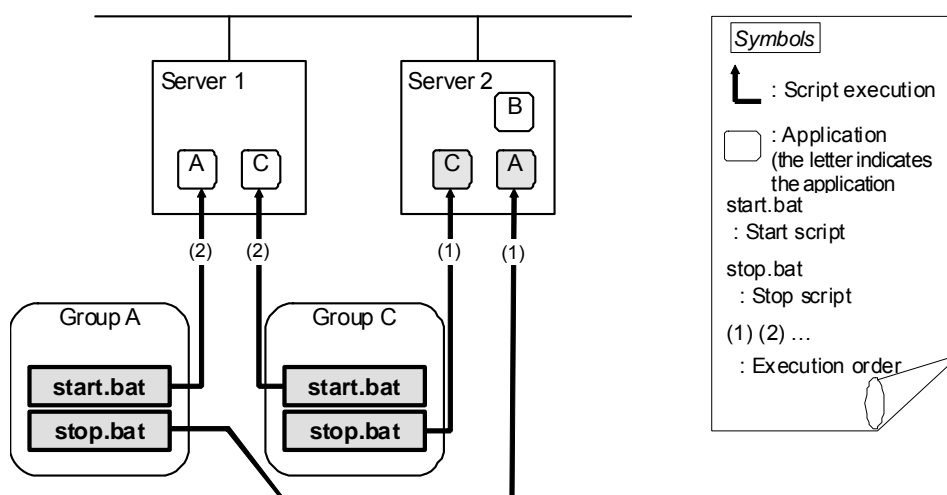 Server 1
Server 2
B
A
C
C
A
(2)
(2)
(1)
(1)
Group A
start.bat
stop.bat
Group C
start.bat
stop.bat
Symbols
: Script execution
: Application
(the letter indicates
the application
start.bat
: Start script
stop.bat
: Stop script
(1) (2) …
: Execution order